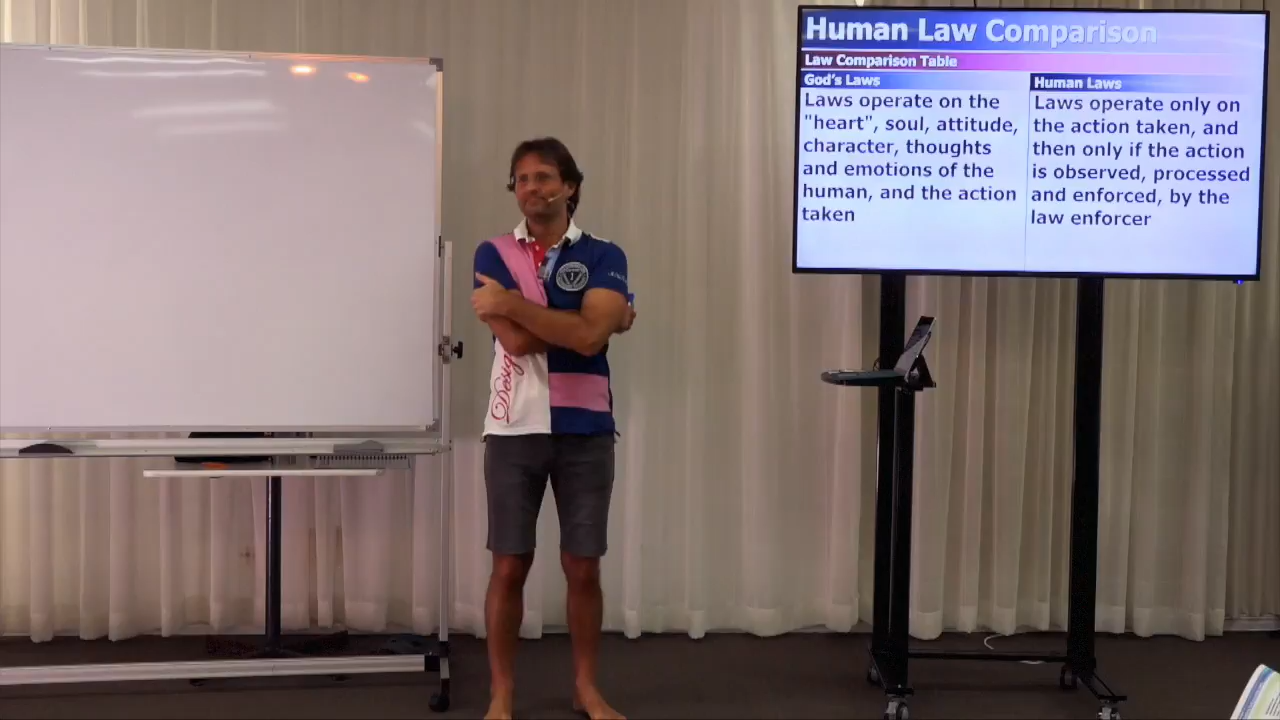 Human Law Comparison
Law Comparison Table
God's Laws
Laws operate on the
"heart", soul, attitude,
character, thoughts
and emotions of the
human, and the action
taken
Human Laws
Laws operate only on
the action taken, and
then only if the action
is observed, processed
and enforced, by the
law enforcer